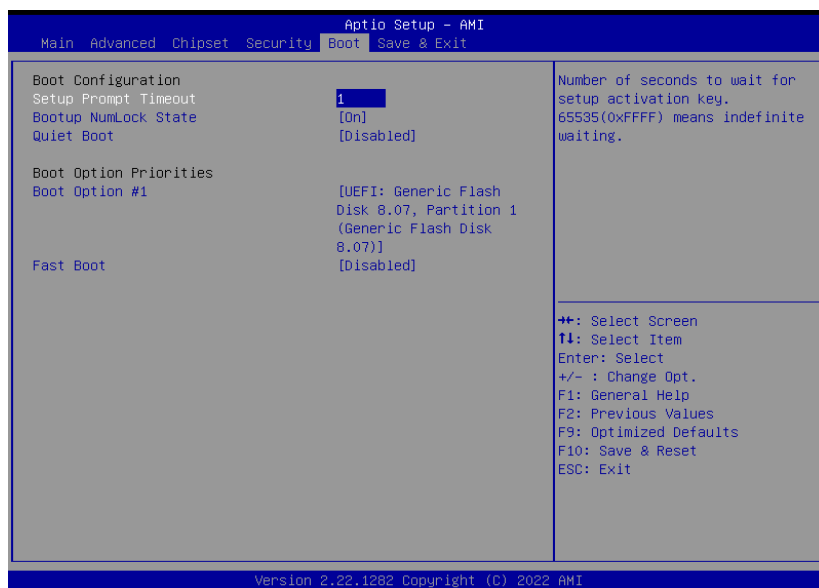 Aptio Setup – AMI
Main Advanced Chipset Security Boot Save & Exit
Boot Configuration
Setup Prompt Timeout 1
Bootup NumLock State [On]
Quiet Boot [Disabled]
Boot Option Priorities
Boot Option #1 [UEFI: Generic Flash
Disk 8.07, Partition 1
(Generic Flash Disk
8.07)]
Fast Boot [Disabled]
Number of seconds to wait for
setup activation key.
65535(0xFFFF) means indefinite
waiting.
→←: Select Screen
↑↓: Select Item
Enter: Select
+/- : Change Opt.
F1: General Help
F2: Previous Values
F9: Optimized Defaults
F10: Save & Reset
ESC: Exit
Version 2.22.1282 Copyright (C) 2022 AMI